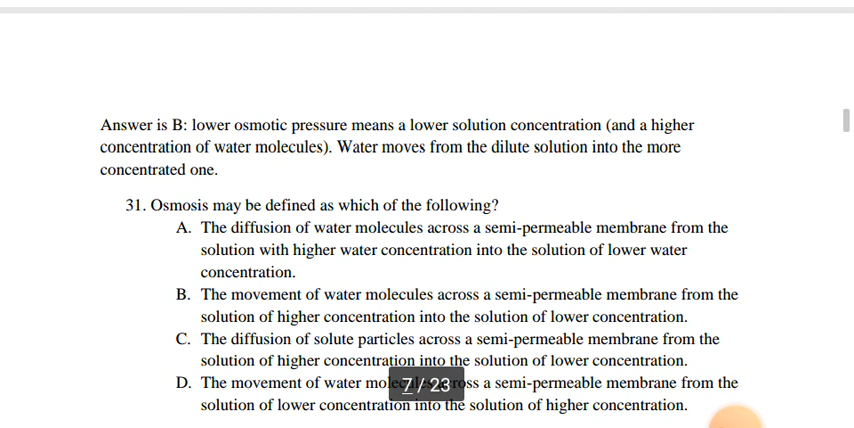 Answer is B: lower osmotic pressure means a lower solution concentration (and a higher
concentration of water molecules). Water moves from the dilute solution into the more
concentrated one.
31. Osmosis may be defined as which of the following?
A. The diffusion of water molecules across a semi-permeable membrane from the
solution with higher water concentration into the solution of lower water
concentration.
B. The movement of water molecules across a semi-permeable membrane from the
solution of higher concentration into the solution of lower concentration.
C. The diffusion of solute particles across a semi-permeable membrane from the
solution of higher concentration into the solution of lower concentration.
D. The movement of water molecules across a semi-permeable membrane from the
7 / 23
solution of lower concentration into the solution of higher concentration.